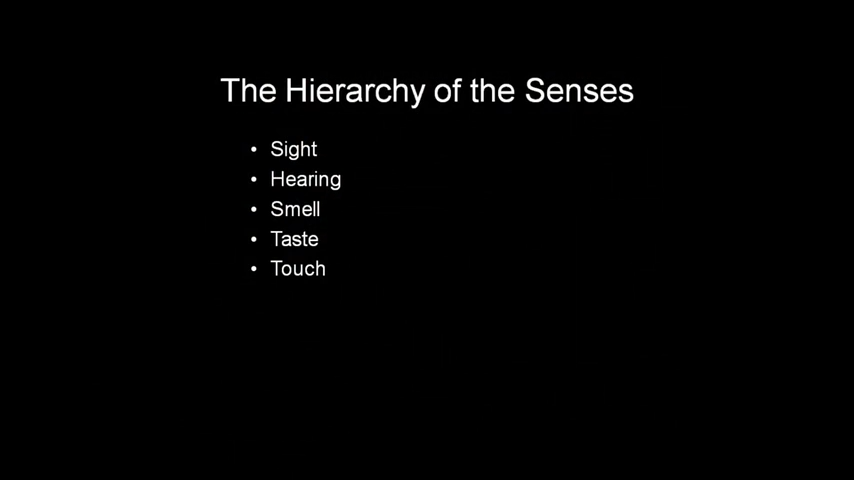 The Hierarchy of the Senses
• Sight
• Hearing
• Smell
• Taste
• Touch